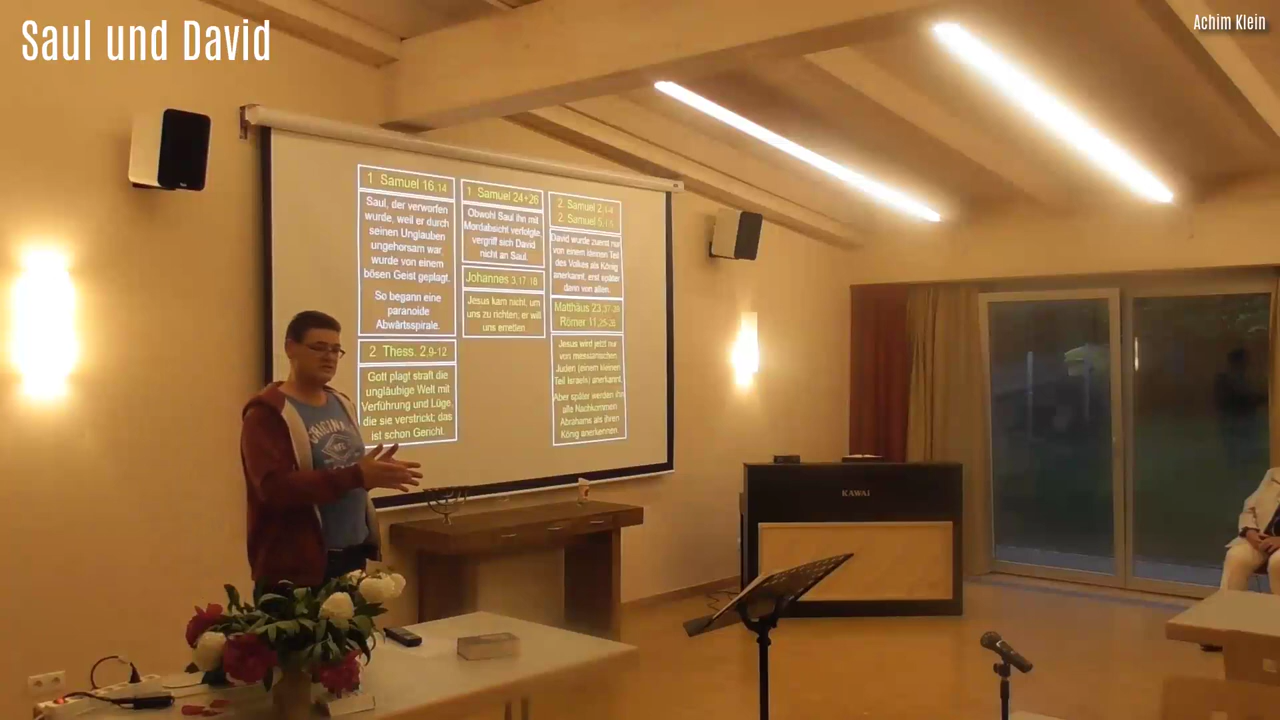 Saul und David
Achim Klein
1 Samuel 16,14
Saul, der verworfen
wurde, weil er durch
seinen Unglauben
ungehorsam war,
wurde von einem
bösen Geist geplagt.
So begann eine
paranoide
Abwärtsspirale.
2 Thess. 2,9-12
Gott plagt straft die
ungläubige Welt mit
Verführung und Lüge,
die sie verstrickt; das
ist schon Gericht.
1 Samuel 24+26
Obwohl Saul ihn mit
Mordabsicht verfolgte,
vergriff sich David
nicht an Saul.
Johannes 3,17-18
Jesus kam nicht, um
uns zu richten; er will
uns erretten
2. Samuel 2,1-4
2. Samuel 5,1-5
David wurde zuerst nur
von einem kleinen Teil
des Volkes als König
anerkannt, erst später
dann von allen.
Matthäus 23,37-39
Römer 11,25-26
Jesus wird jetzt nur
von messianischen
Juden (einem kleinen
Teil Israels) anerkannt.
Aber später werden ihn
alle Nachkommen
Abrahams als ihren
König anerkennen.
ORIGINAL
KAWAI